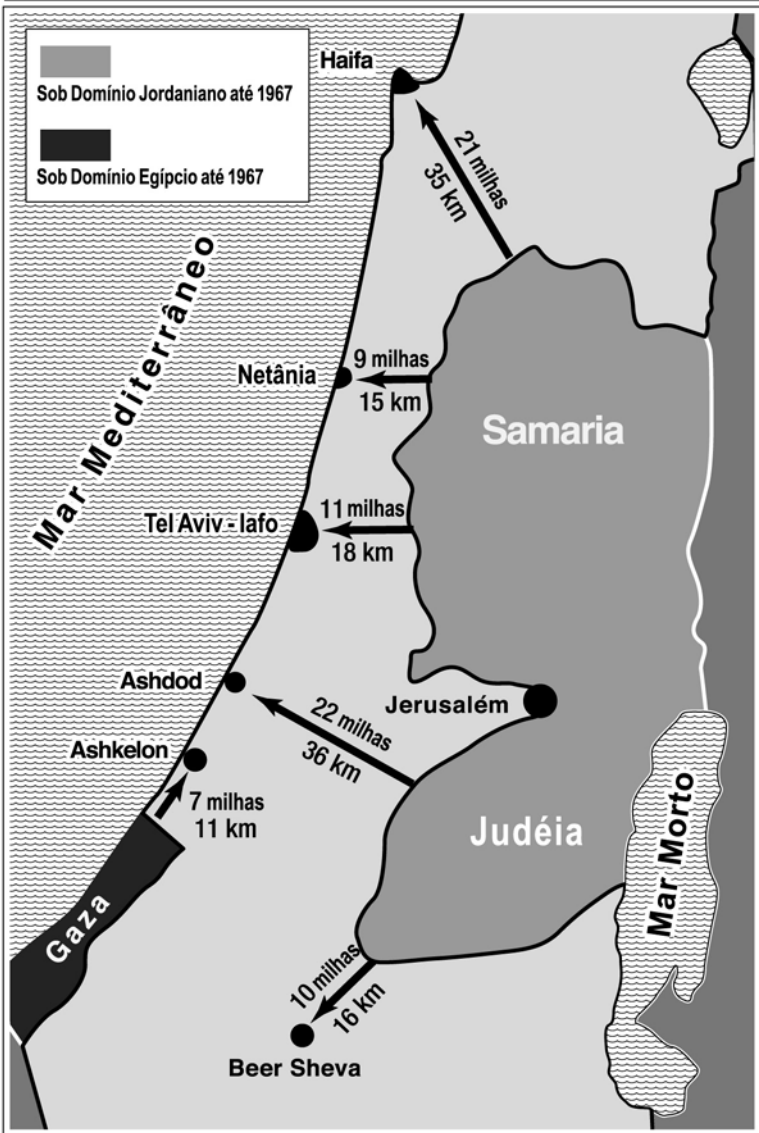 Sob Domínio Jordaniano até 1967
Sob Domínio Egípcio até 1967
Haifa
21 milhas
35 km
Mar Mediterrâneo
Netânia
9 milhas
15 km
Samaria
Tel Aviv - Iafo
11 milhas
18 km
Ashdod
22 milhas
36 km
Jerusalém
Ashkelon
7 milhas
11 km
Judéia
Mar Morto
Gaza
10 milhas
16 km
Beer Sheva